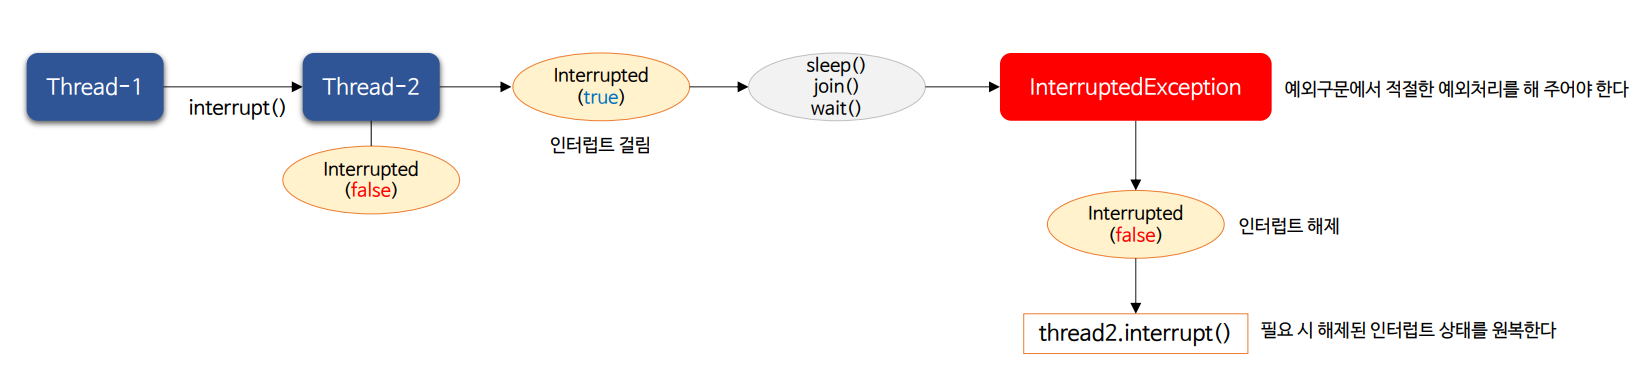 Thread-1
interrupt()
Thread-2
Interrupted
(false)
Interrupted
(true)
인터럽트 걸림
sleep()
join()
wait()
InterruptedException
예외구문에서 적절한 예외처리를 해 주어야 한다
Interrupted
(false)
인터럽트 해제
thread2.interrupt()
필요 시 해제된 인터럽트 상태를 원복한다